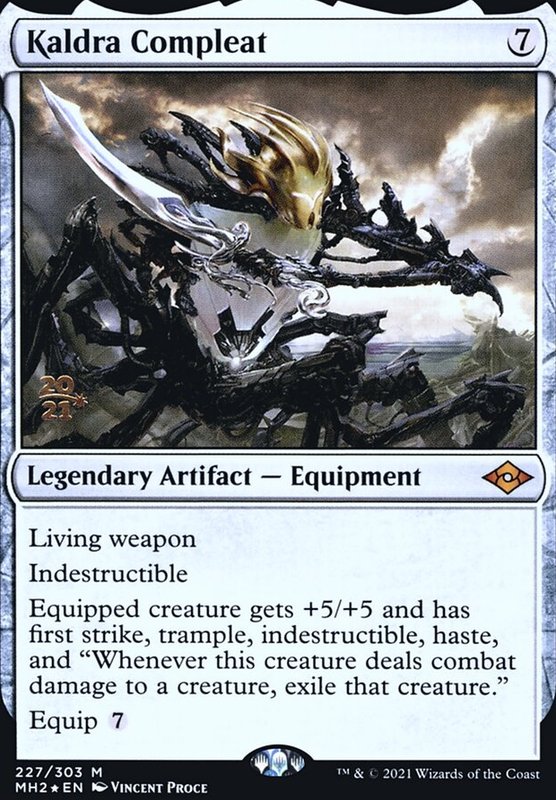 Kaldra Compleat 7
20
21
Legendary Artifact — Equipment
Living weapon
Indestructible
Equipped creature gets +5/+5 and has
first strike, trample, indestructible, haste,
and “Whenever this creature deals combat
damage to a creature, exile that creature.”
Equip 7
227/303 M
MH2★EN Vincent Proce
™ & © 2021 Wizards of the Coast